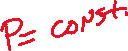 P= const.